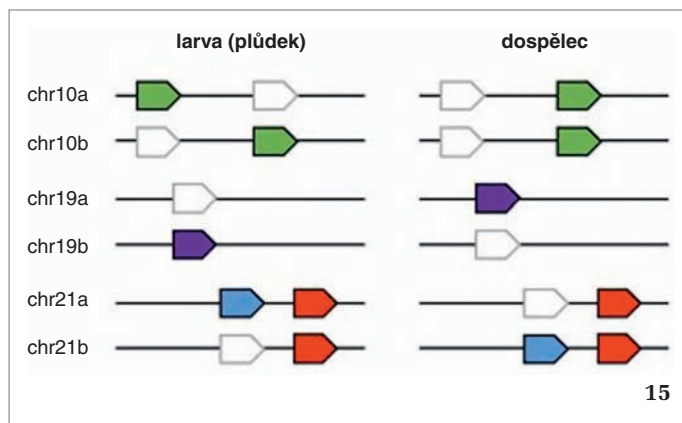 larva (plůdek) dospělec
chr10a
chr10b
chr19a
chr19b
chr21a
chr21b
15